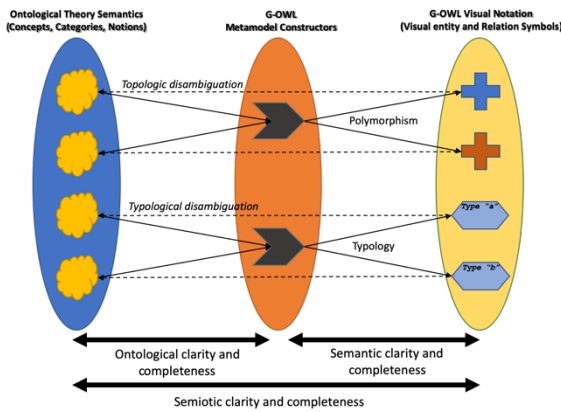 Ontological Theory Semantics
(Concepts, Categories, Notions)
G-OWL
Metamodel Constructors
G-OWL Visual Notation
(Visual entity and Relation Symbols)
Topologic disambiguation
Polymorphism
Typological disambiguation
Type "a"
Typology
Type "b"
Ontological clarity and
completeness
Semantic clarity and
completeness
Semiotic clarity and completeness